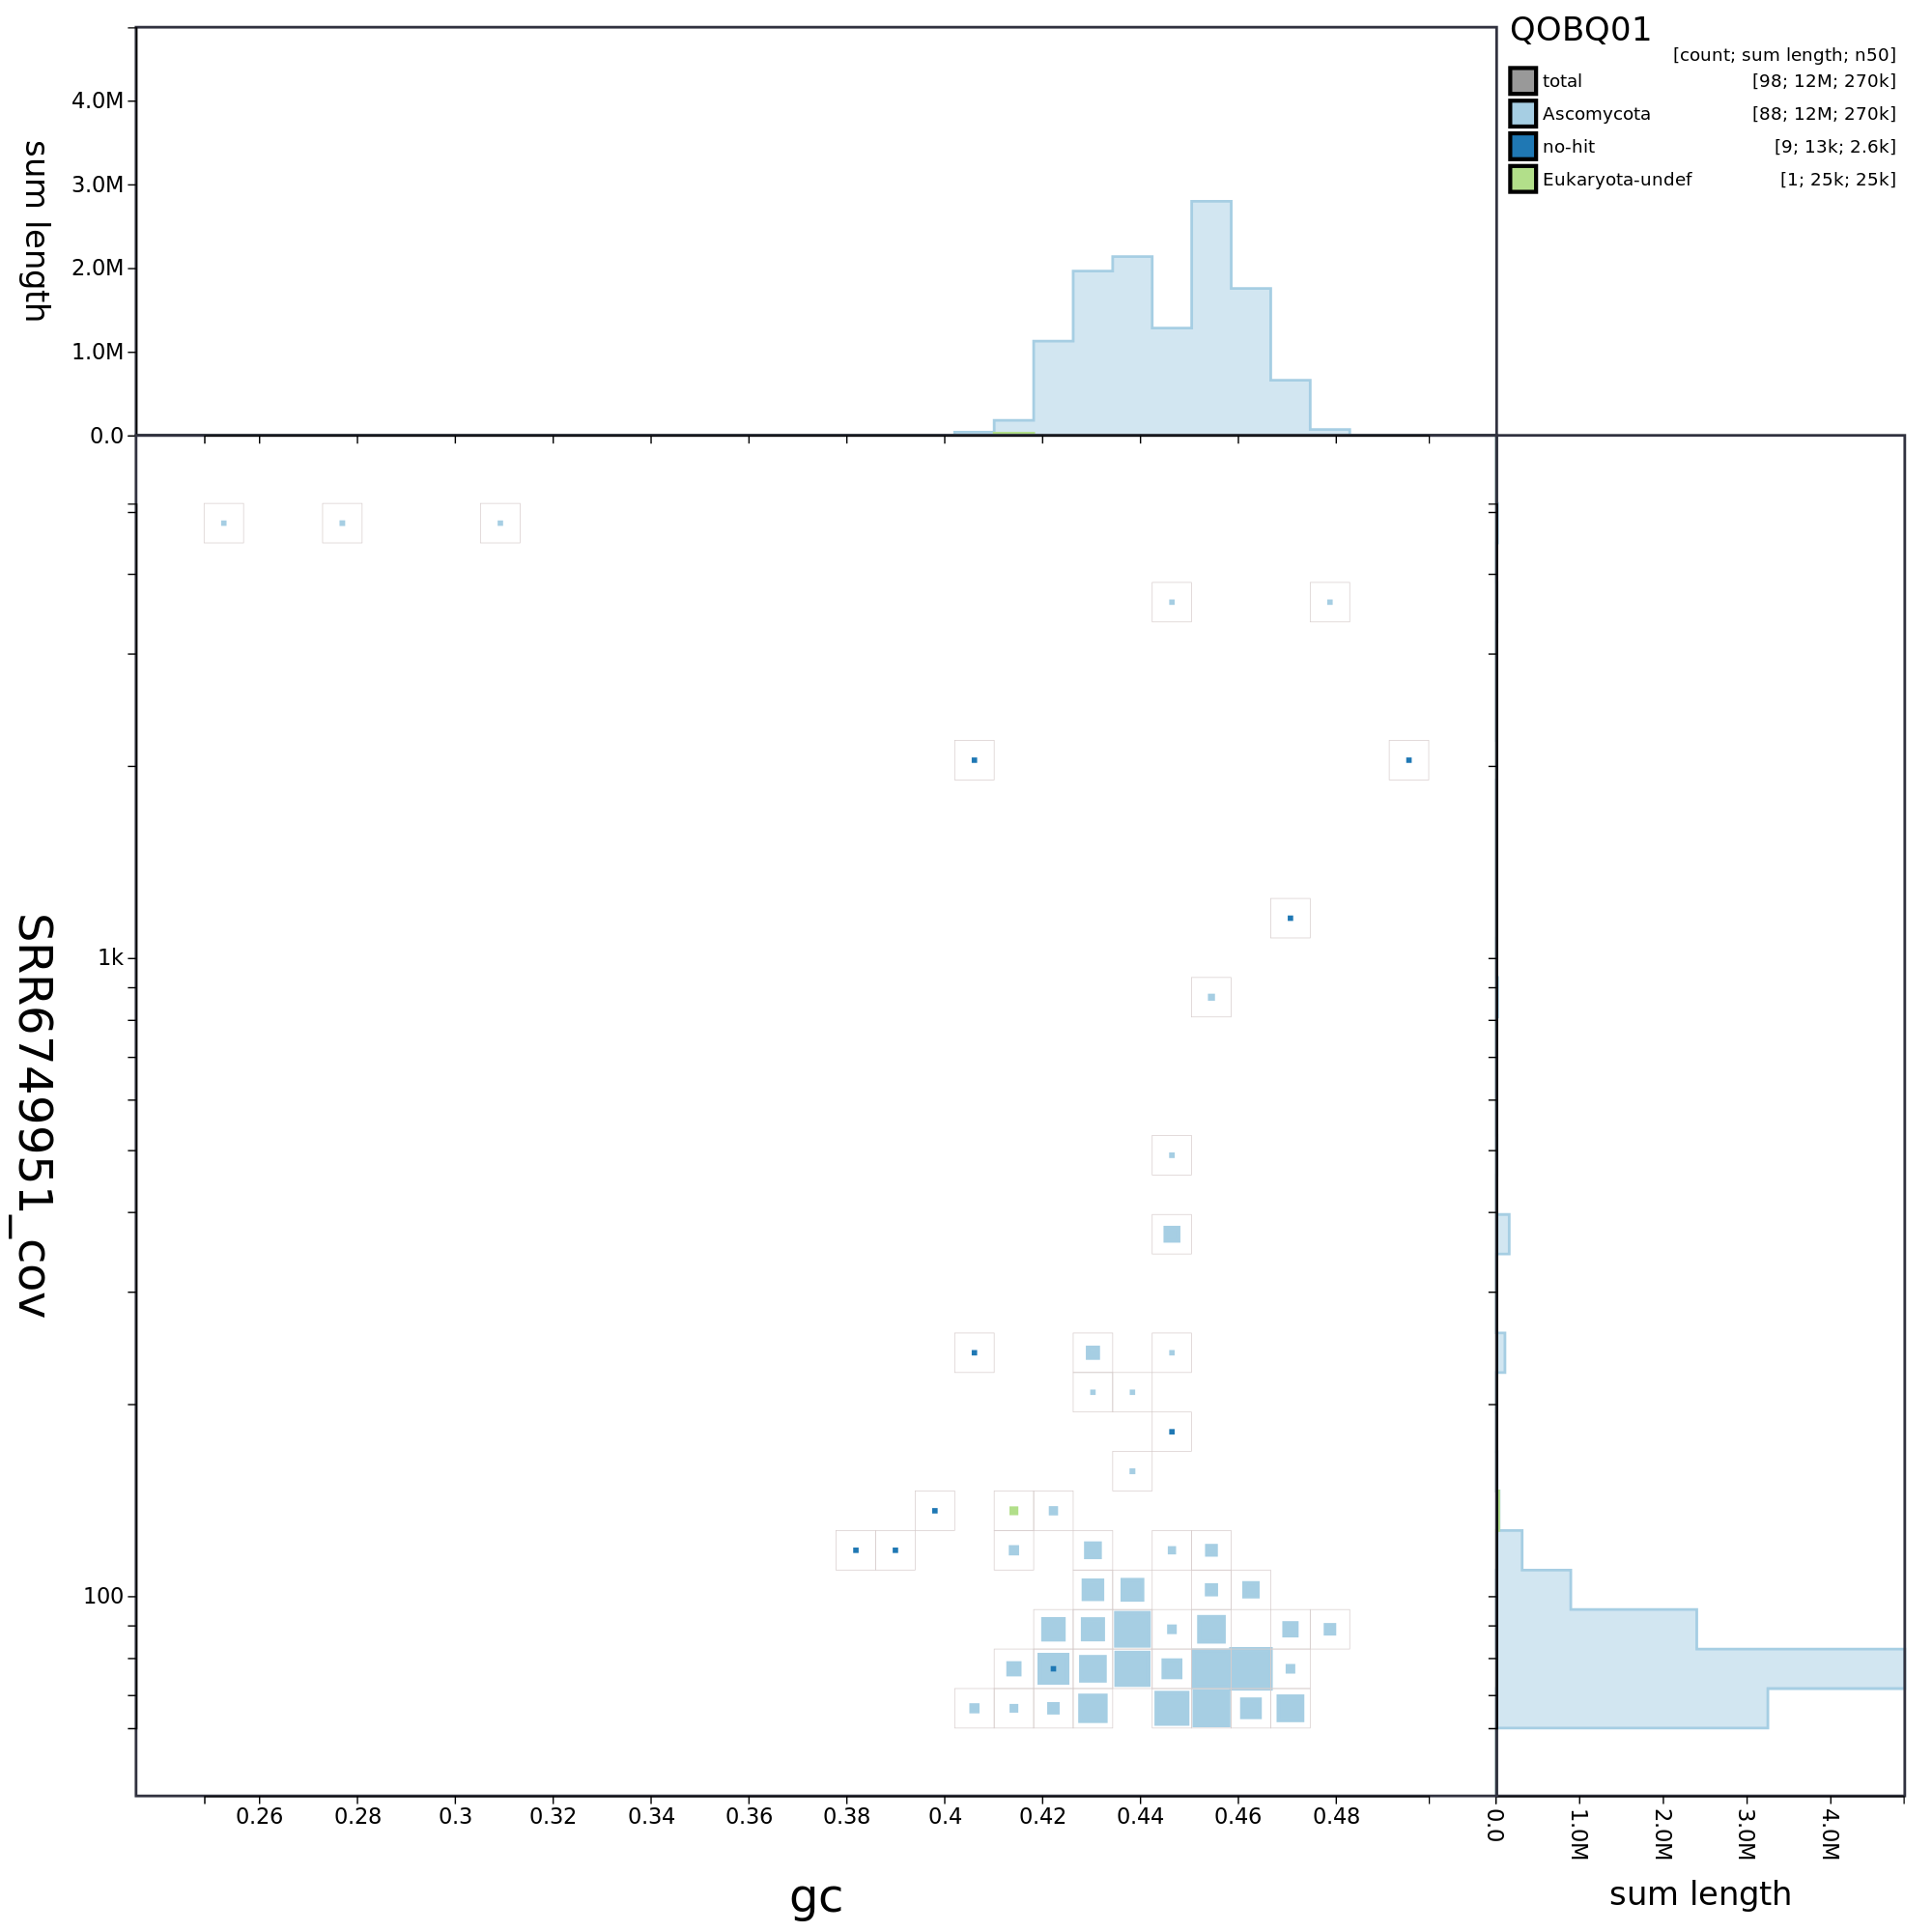 QOBQ01
[count; sum length; n50]
total [98; 12M; 270k]
Ascomycota [88; 12M; 270k]
no-hit [9; 13k; 2.6k]
Eukaryota-undef [1; 25k; 25k]
sum length
4.0M
3.0M
2.0M
1.0M
0.0
SRR6749951_cov
1k
100
0.26 0.28 0.3 0.32 0.34 0.36 0.38 0.4 0.42 0.44 0.46 0.48
gc
0.0 1.0M 2.0M 3.0M 4.0M
sum length